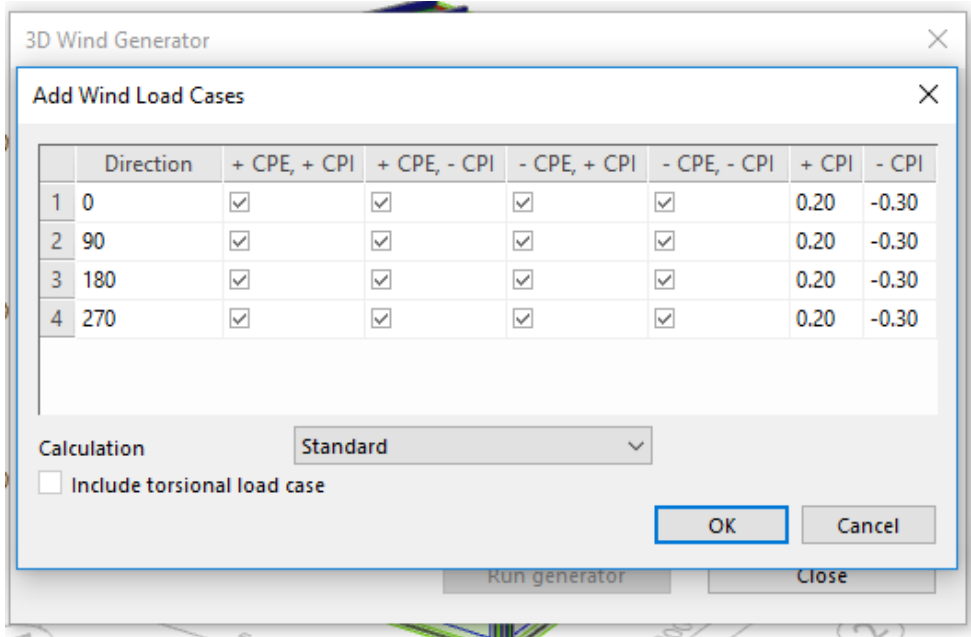 3D Wind Generator
Add Wind Load Cases
Direction + CPE, + CPI + CPE, - CPI - CPE, + CPI - CPE, - CPI + CPI - CPI
1 0 0.20 -0.30
2 90 0.20 -0.30
3 180 0.20 -0.30
4 270 0.20 -0.30
Calculation Standard
Include torsional load case
OK Cancel
Run generator Close